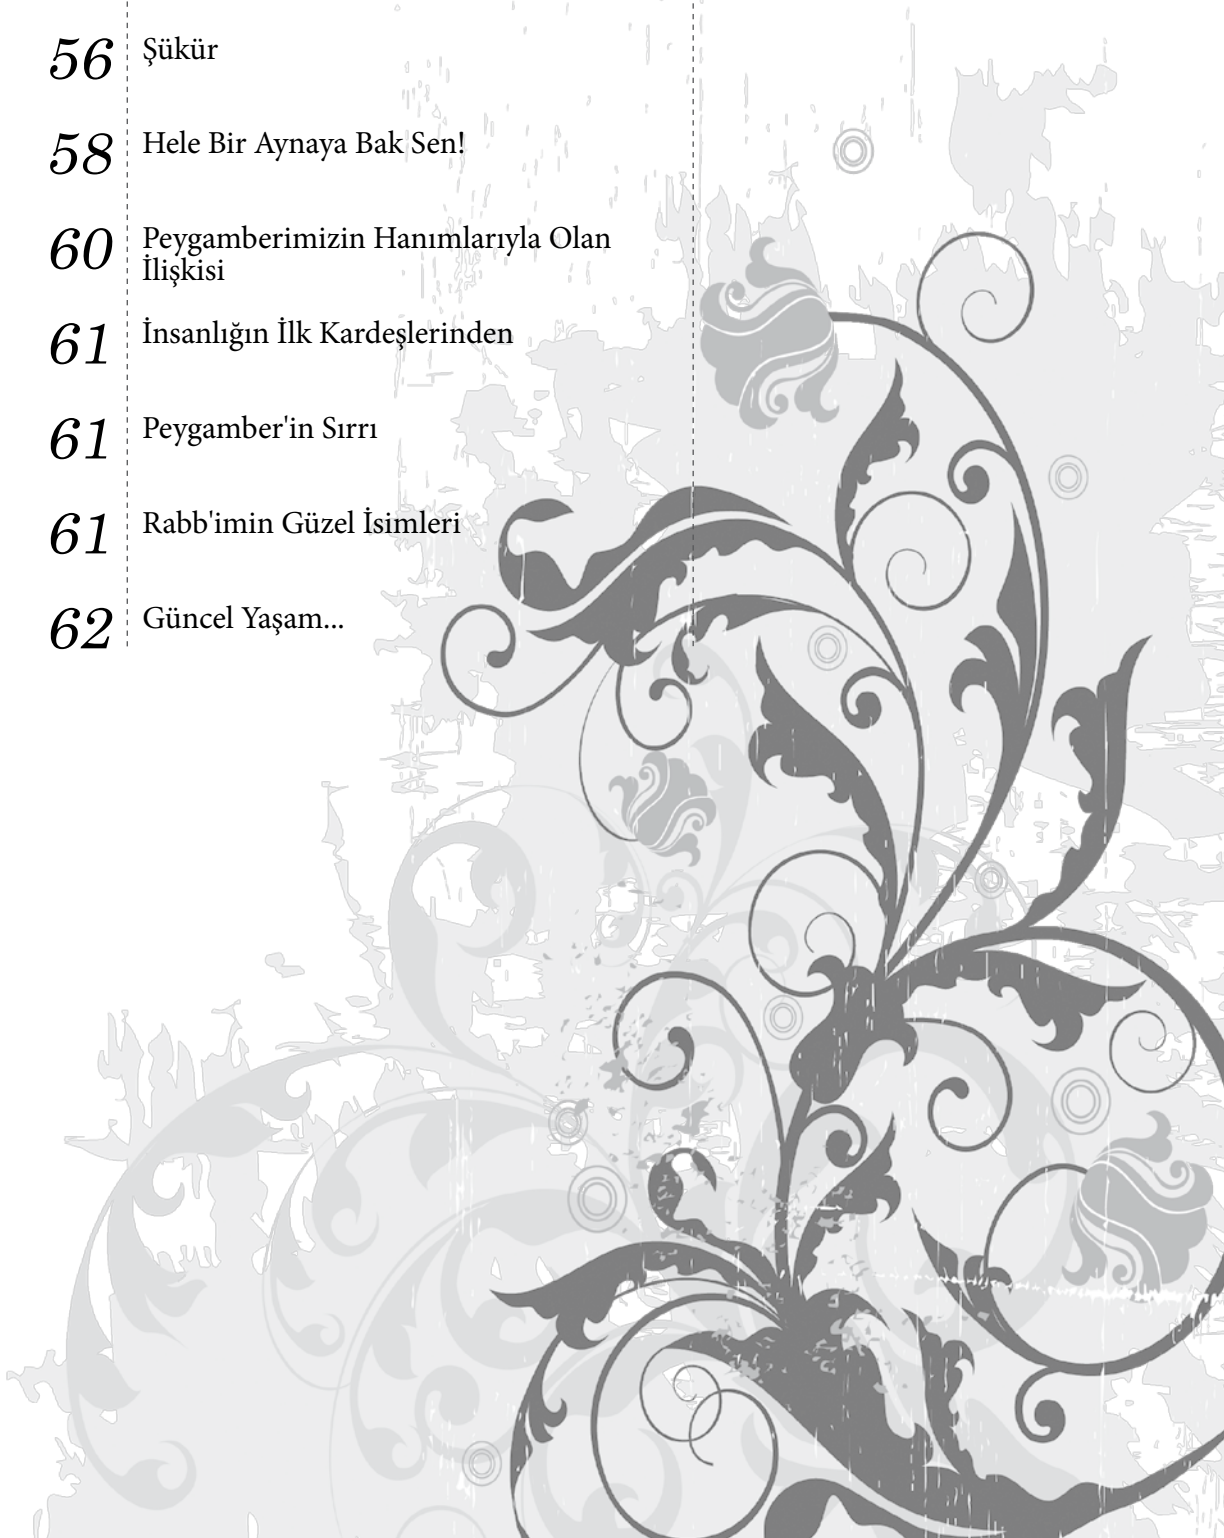 56 Şükür
58 Hele Bir Aynaya Bak Sen!
60 Peygamberimizin Hanımlarıyla Olan
İlişkisi
61 İnsanlığın İlk Kardeşlerinden
61 Peygamber'in Sırrı
61 Rabb'imin Güzel İsimleri
62 Güncel Yaşam...